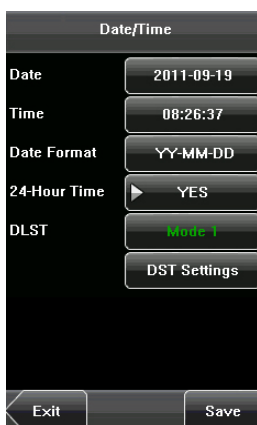 Date/Time
Date 2011-09-19
Time 08:26:37
Date Format YY-MM-DD
24-Hour Time YES
DLST Mode 1
DST Settings
Exit Save